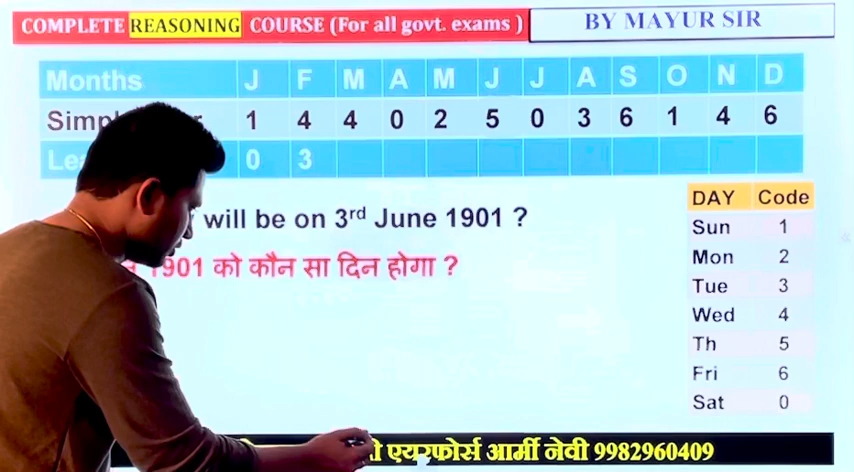 COMPLETE REASONING COURSE (For all govt. exams )
BY MAYUR SIR
Months J F M A M J J A S O N D
1 4 4 0 2 5 0 3 6 1 4 6
0 3
will be on 3rd June 1901 ?
1901 को कौन सा दिन होगा ?
DAY Code
Sun 1
Mon 2
Tue 3
Wed 4
Th 5
Fri 6
Sat 0
एयरफोर्स आर्मी नेवी 9982960409